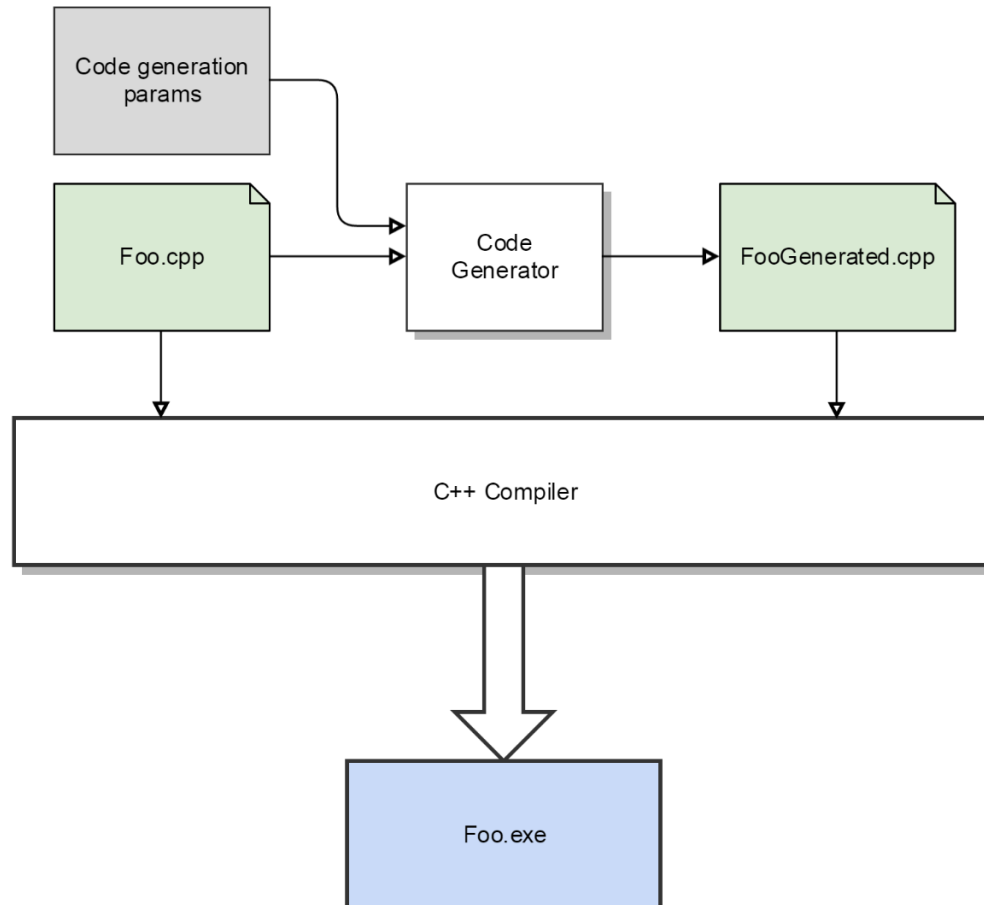 Code generation
params
Foo.cpp
Code
Generator
FooGenerated.cpp
C++ Compiler
Foo.exe